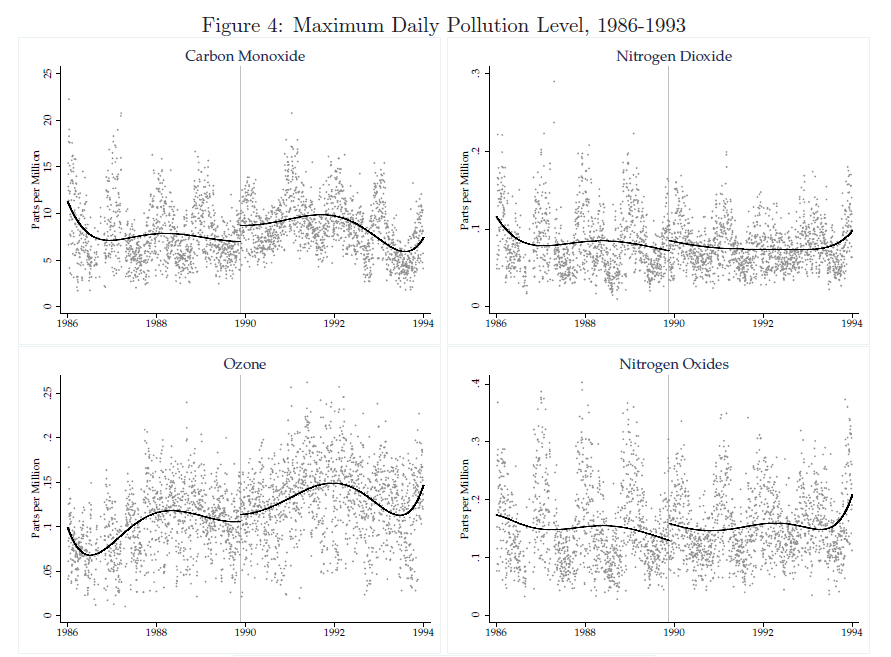 Figure 4: Maximum Daily Pollution Level, 1986-1993
Carbon Monoxide
Parts per Million
25
20
15
10
5
0
1986 1988 1990 1992 1994
Nitrogen Dioxide
Parts per Million
.3
.2
.1
0
1986 1988 1990 1992 1994
Ozone
Parts per Million
.25
.2
.15
.1
.05
0
1986 1988 1990 1992 1994
Nitrogen Oxides
Parts per Million
.4
.3
.2
.1
0
1986 1988 1990 1992 1994